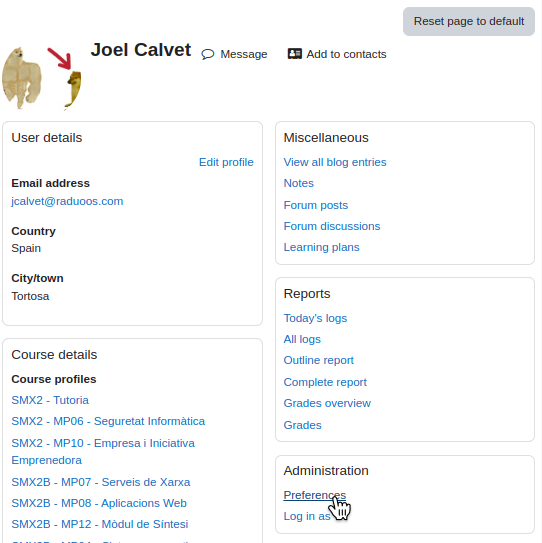 Reset page to default
Joel Calvet
Message
Add to contacts
User details
Edit profile
Email address
jcalvet@raduoos.com
Country
Spain
City/town
Tortosa
Course details
Course profiles
SMX2 - Tutoria
SMX2 - MP06 - Seguretat Informàtica
SMX2 - MP10 - Empresa i Iniciativa
Emprenedora
SMX2B - MP07 - Serveis de Xarxa
SMX2B - MP08 - Aplicacions Web
SMX2B - MP12 - Mòdul de Síntesi
Miscellaneous
View all blog entries
Notes
Forum posts
Forum discussions
Learning plans
Reports
Today's logs
All logs
Outline report
Complete report
Grades overview
Grades
Administration
Preferences
Log in as